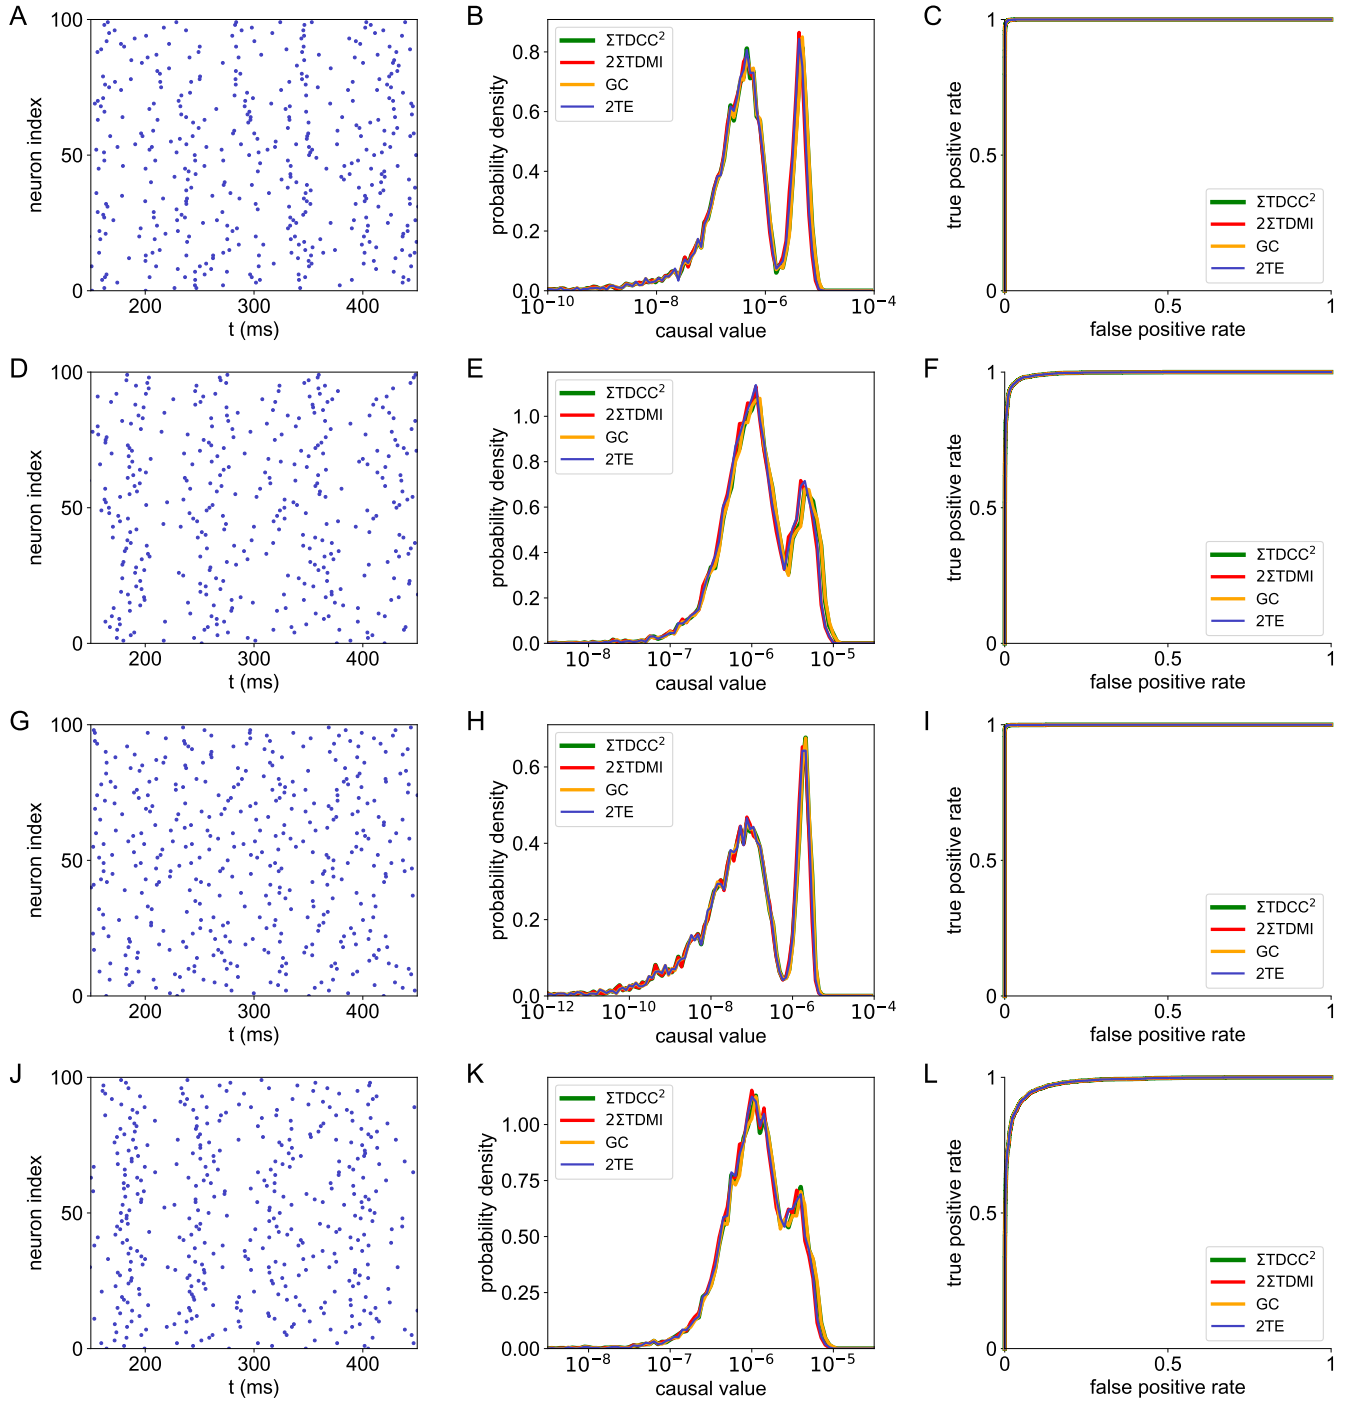 A
100
50
0
neuron index
200
300
400
t (ms)
B
0.8
0.6
0.4
0.2
0.0
probability density
ΣTDCC²
2ΣTDMI
GC
2TE
10⁻¹⁰
10⁻⁸
10⁻⁶
10⁻⁴
causal value
C
1
0.5
0
true positive rate
ΣTDCC²
2ΣTDMI
GC
2TE
0
0.5
1
false positive rate
D
100
50
0
neuron index
200
300
400
t (ms)
E
1.0
0.8
0.6
0.4
0.2
0.0
probability density
ΣTDCC²
2ΣTDMI
GC
2TE
10⁻⁸
10⁻⁷
10⁻⁶
10⁻⁵
causal value
F
1
0.5
0
true positive rate
ΣTDCC²
2ΣTDMI
GC
2TE
0
0.5
1
false positive rate
G
100
50
0
neuron index
200
300
400
t (ms)
H
0.6
0.4
0.2
0.0
probability density
ΣTDCC²
2ΣTDMI
GC
2TE
10⁻¹²
10⁻¹⁰
10⁻⁸
10⁻⁶
10⁻⁴
causal value
I
1
0.5
0
true positive rate
ΣTDCC²
2ΣTDMI
GC
2TE
0
0.5
1
false positive rate
J
100
50
0
neuron index
200
300
400
t (ms)
K
1.00
0.75
0.50
0.25
0.00
probability density
ΣTDCC²
2ΣTDMI
GC
2TE
10⁻⁸
10⁻⁷
10⁻⁶
10⁻⁵
causal value
L
1
0.5
0
true positive rate
ΣTDCC²
2ΣTDMI
GC
2TE
0
0.5
1
false positive rate